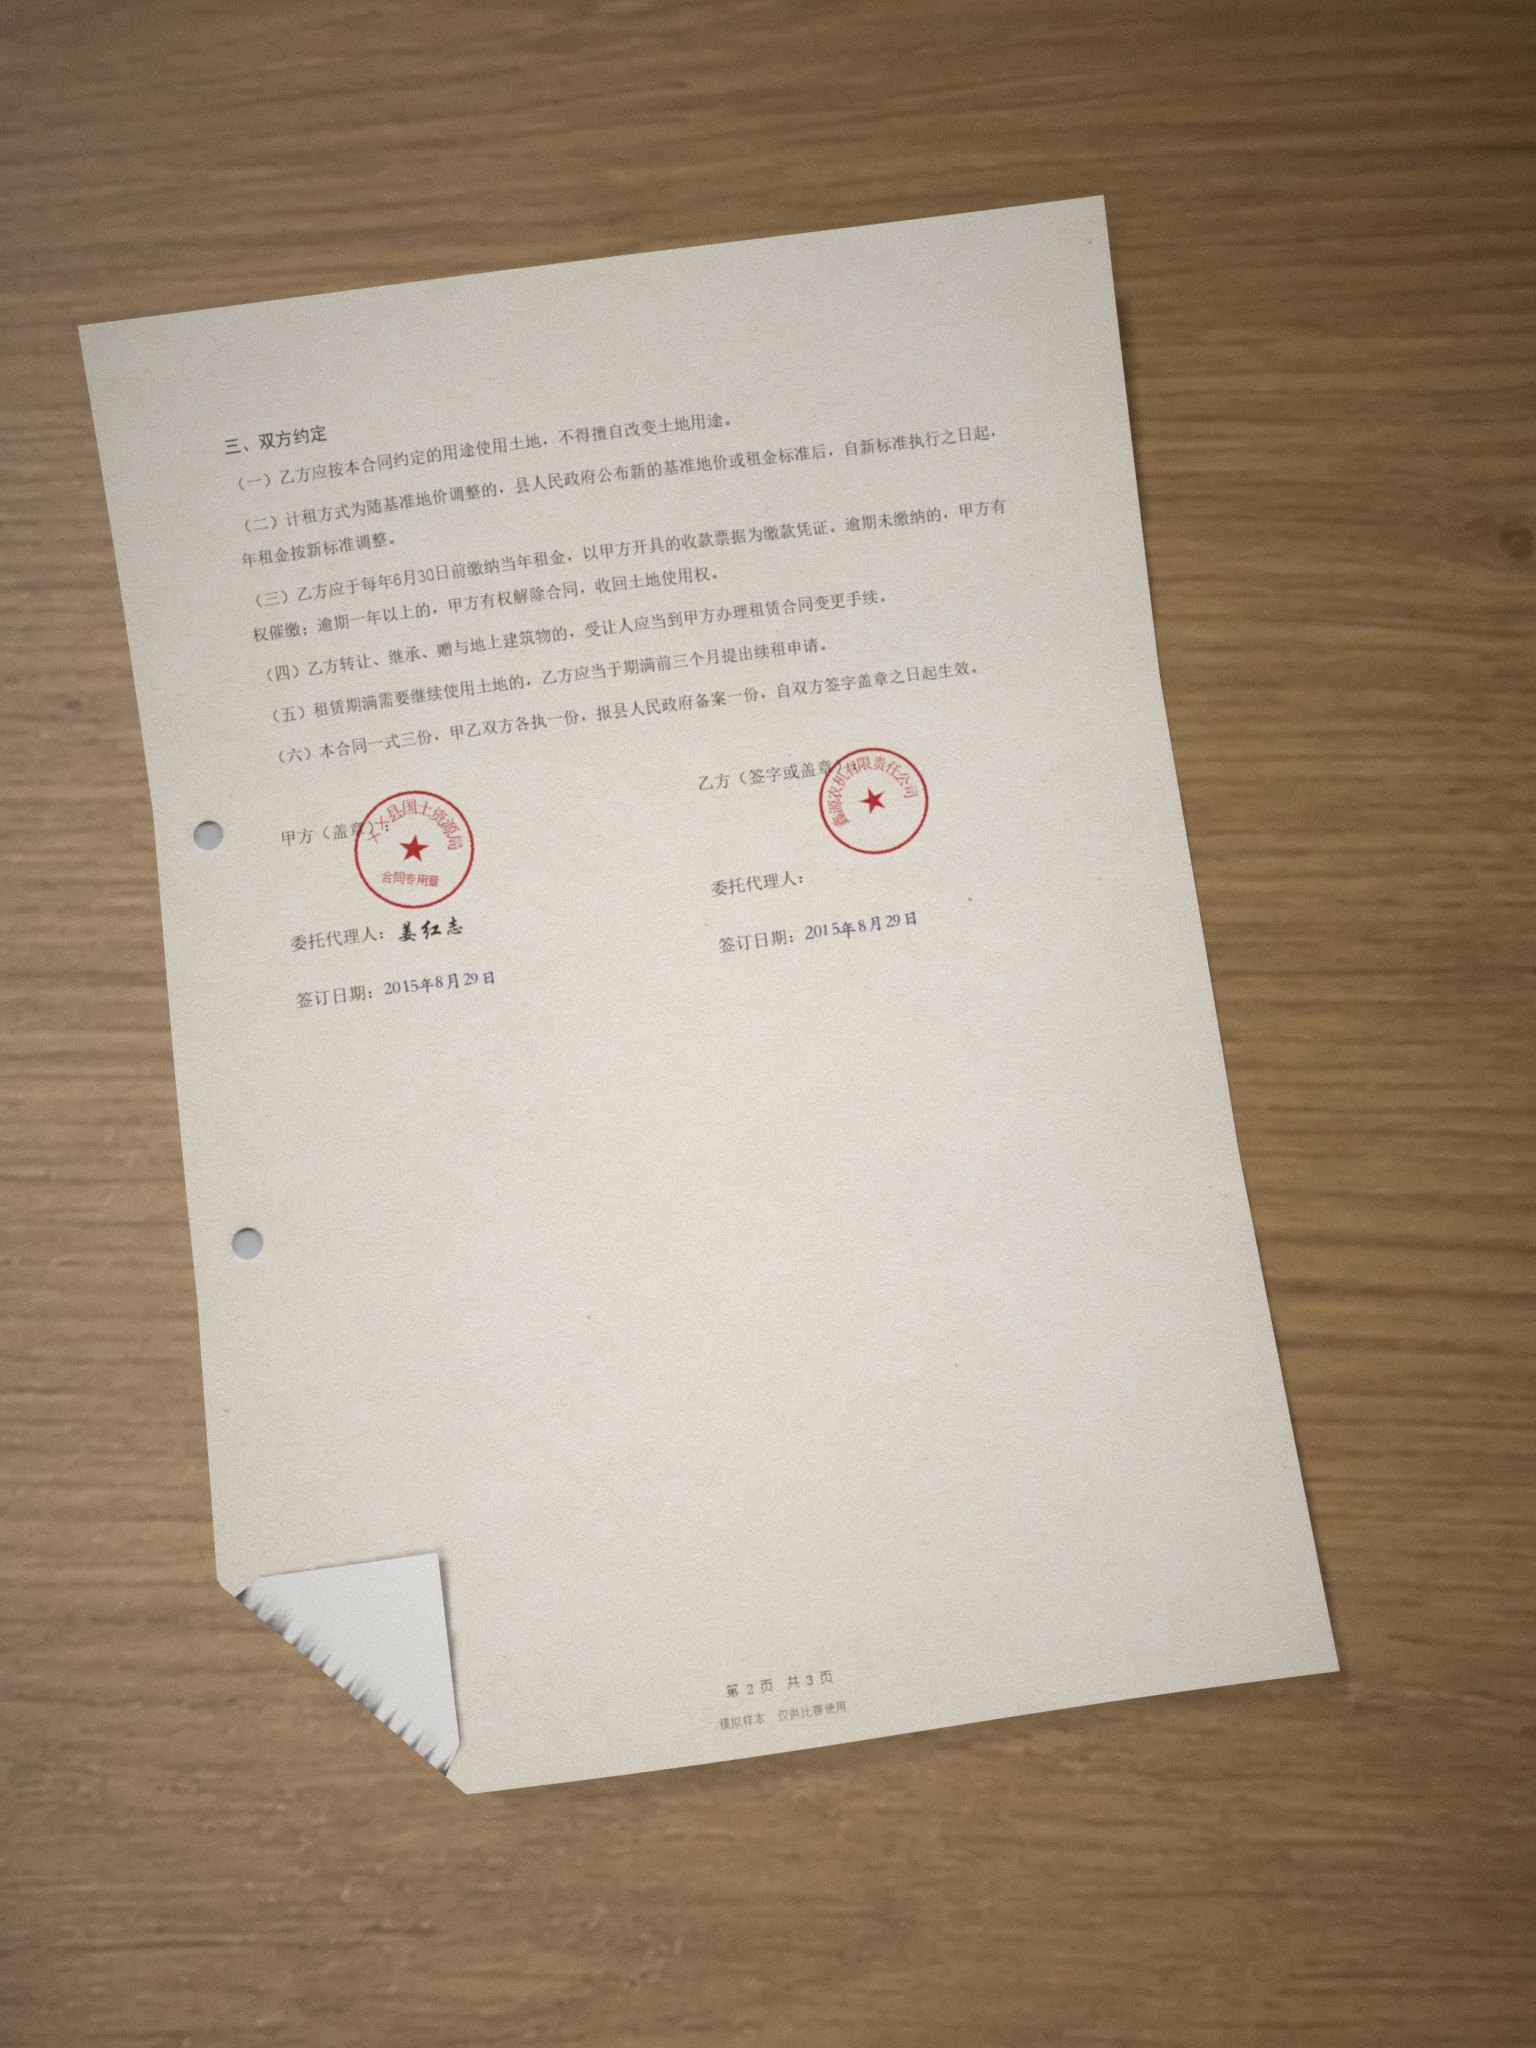 三、双方约定
（一）乙方应按本合同约定的用途使用土地，不得擅自改变土地用途。
（二）计租方式为随基准地价调整的，县人民政府公布新的基准地价或租金标准后，自新标准执行之日起，
年租金按新标准调整。
（三）乙方应于每年6月30日前缴纳当年租金，以甲方开具的收款票据为缴款凭证。逾期未缴纳的，甲方有
权催缴；逾期一年以上的，甲方有权解除合同，收回土地使用权。
（四）乙方转让、继承、赠与地上建筑物的，受让人应当到甲方办理租赁合同变更手续。
（五）租赁期满需要继续使用土地的，乙方应当于期满前三个月提出续租申请。
（六）本合同一式三份，甲乙双方各执一份，报县人民政府备案一份，自双方签字盖章之日起生效。
甲方（盖章）：
××县国土资源局
合同专用章
委托代理人：姜红志
签订日期：2015年8月29日
乙方（签字或盖章）：
鑫源农机有限责任公司
委托代理人：
签订日期：2015年8月29日
第 2 页 共 3 页
模拟样本 仅供比赛使用